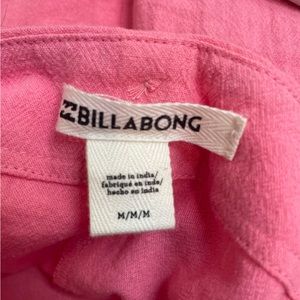 BILLABONG
made in india/
fabriqué en inde/
hecho en india
M/M/M